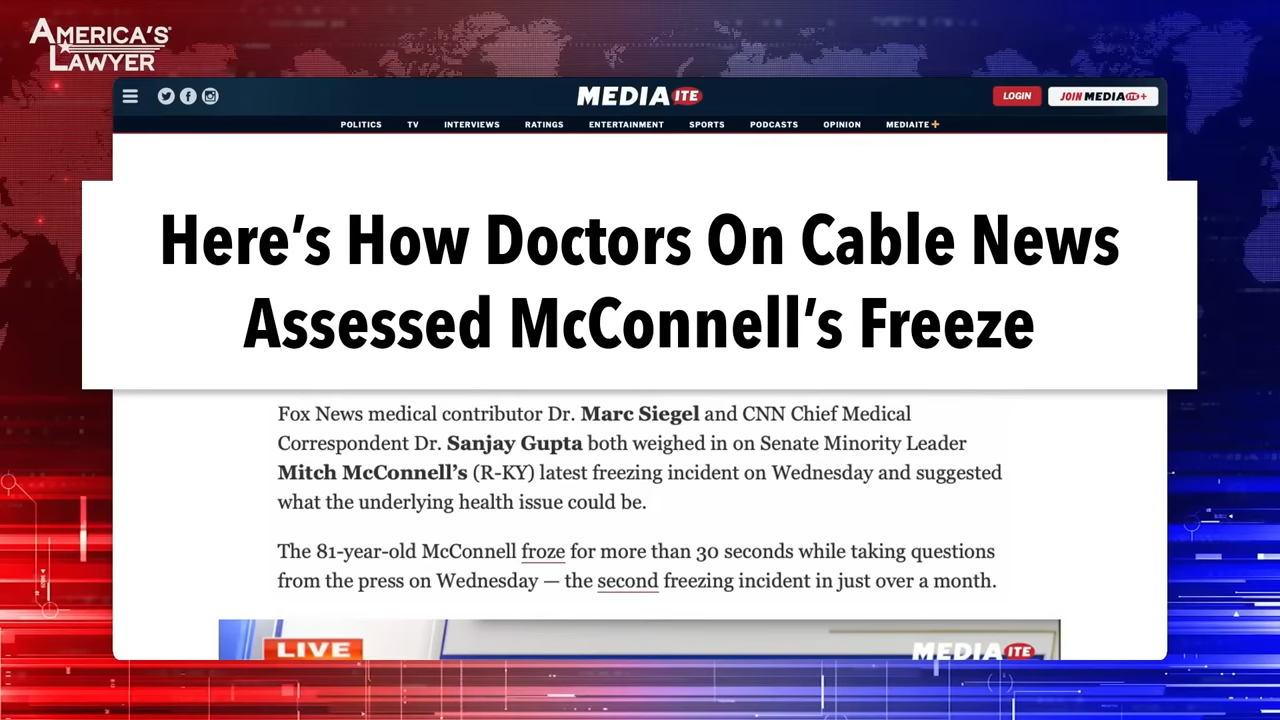 AMERICA'S
LAWYER
MEDIAITE
LOGIN
JOIN MEDIAITE+
POLITICS TV INTERVIEWS RATINGS ENTERTAINMENT SPORTS PODCASTS OPINION MEDIAITE+
Here's How Doctors On Cable News
Assessed McConnell's Freeze
Fox News medical contributor Dr. Marc Siegel and CNN Chief Medical
Correspondent Dr. Sanjay Gupta both weighed in on Senate Minority Leader
Mitch McConnell's (R-KY) latest freezing incident on Wednesday and suggested
what the underlying health issue could be.
The 81-year-old McConnell froze for more than 30 seconds while taking questions
from the press on Wednesday — the second freezing incident in just over a month.
LIVE
MEDIAITE